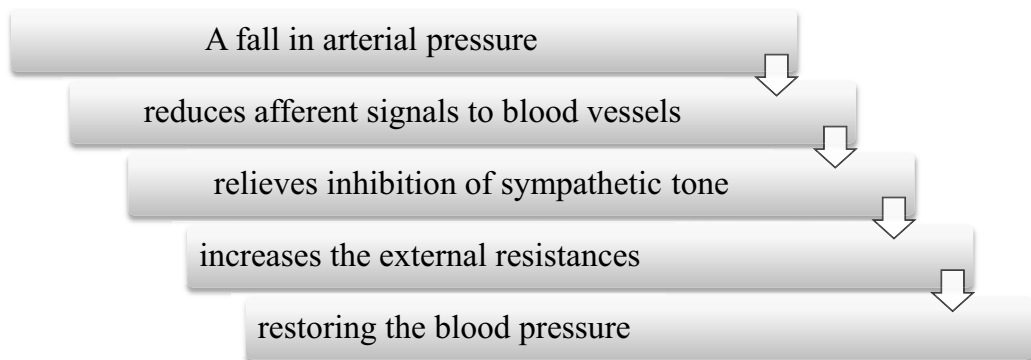 A fall in arterial pressure
reduces afferent signals to blood vessels
relieves inhibition of sympathetic tone
increases the external resistances
restoring the blood pressure